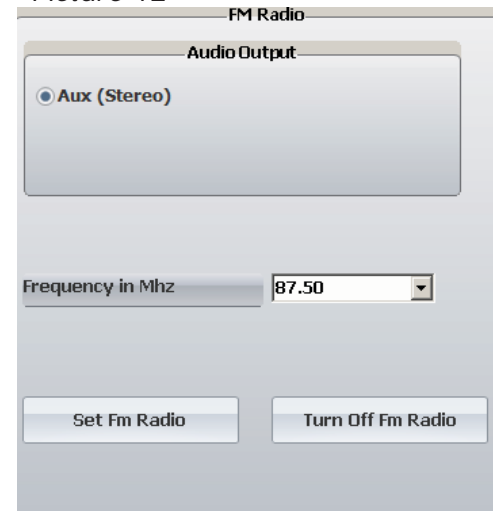 FM Radio
Audio Output
Aux (Stereo)
Frequency in Mhz 87.50
Set Fm Radio Turn Off Fm Radio